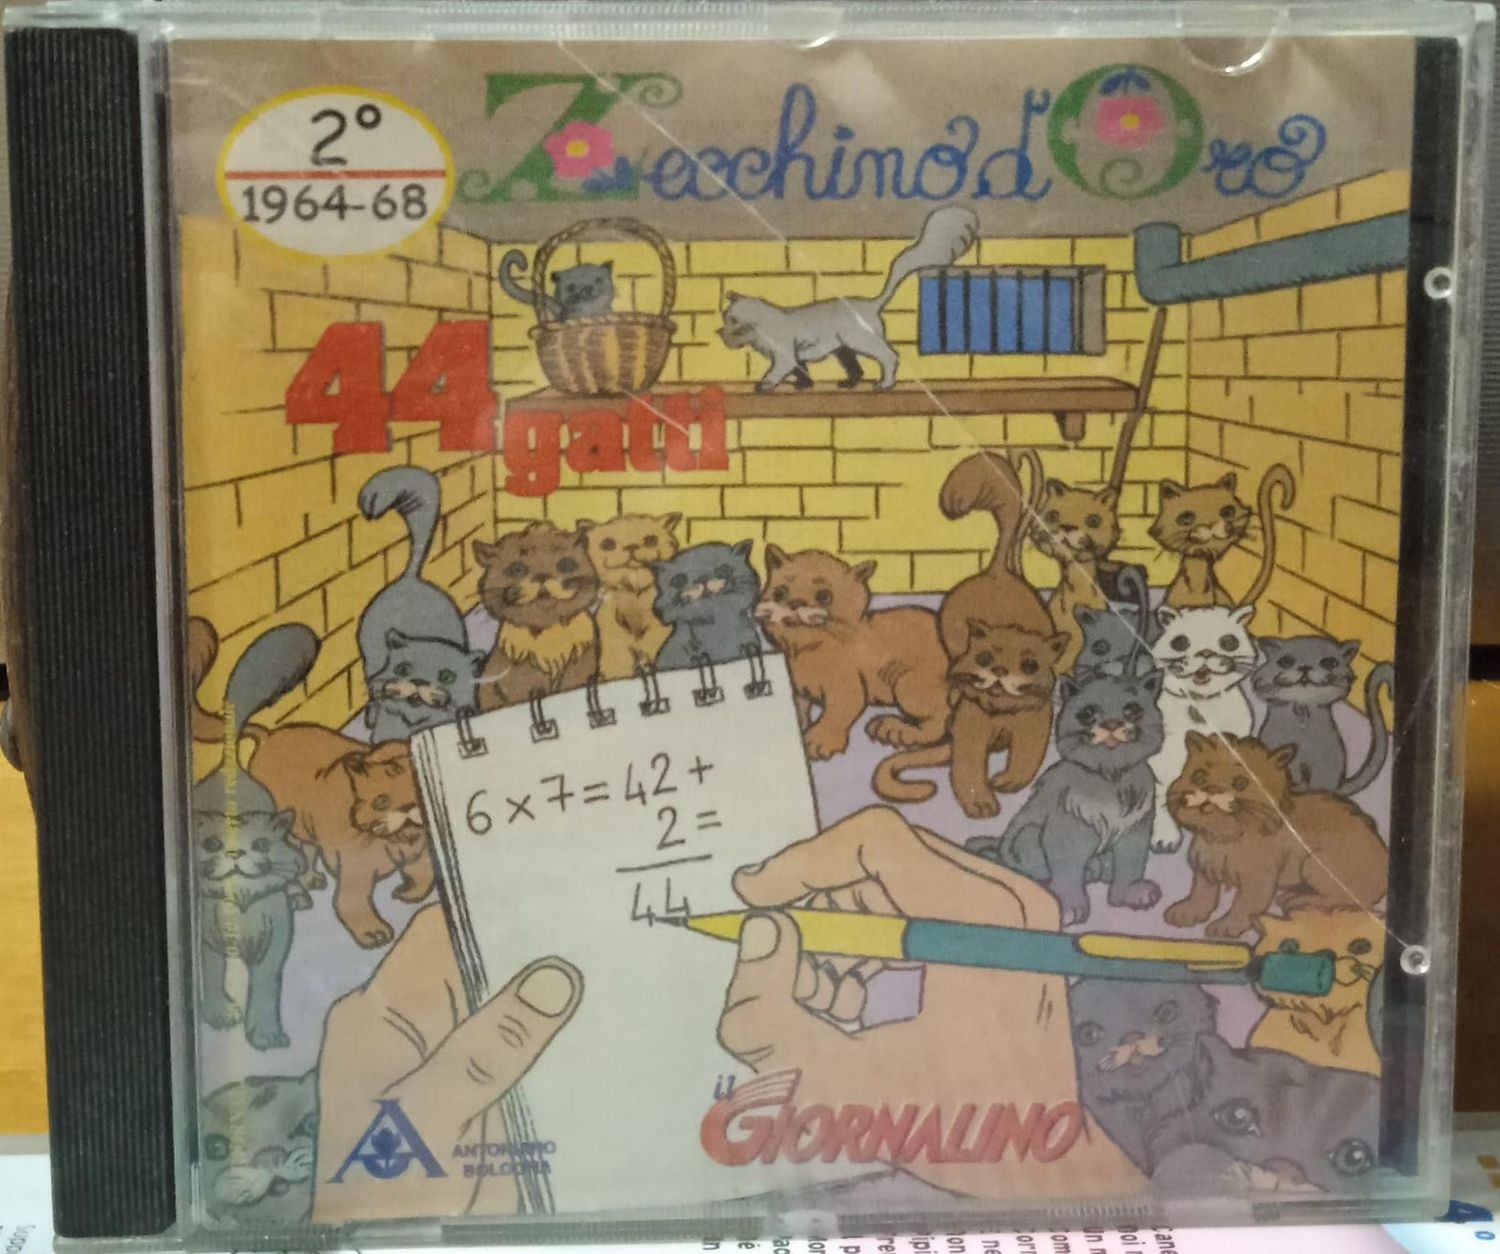 2°
1964-68
Zecchino d'Oro
44
gatti
6 x 7 = 42 +
2 =
44
A
ANTONIANO
BOLOGNA
il
GIORNALINO